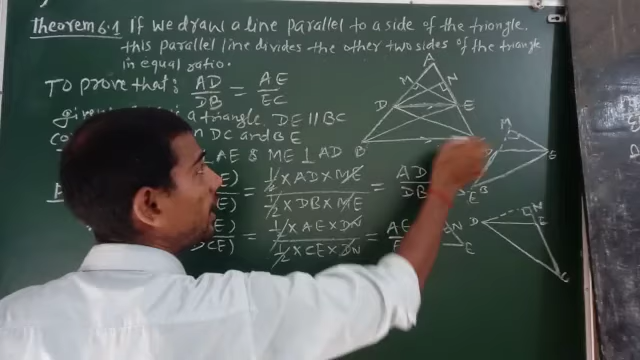 Theorem 6.1 If we draw a line parallel to a side of the triangle.
this parallel line divides the other two sides of the triangle
in equal ratio.
To prove that: AD/DB = AE/EC
a triangle. DE || BC
DC and BE
AE & ME ⊥ AD
E) 1/2 × AD × ME / 1/2 × DB × ME = AD / DB
E) 1/2 × AE × DN / 1/2 × CE × DN = AE
CE)
A
M N
D E
B
M
E
B
D N E
C
E